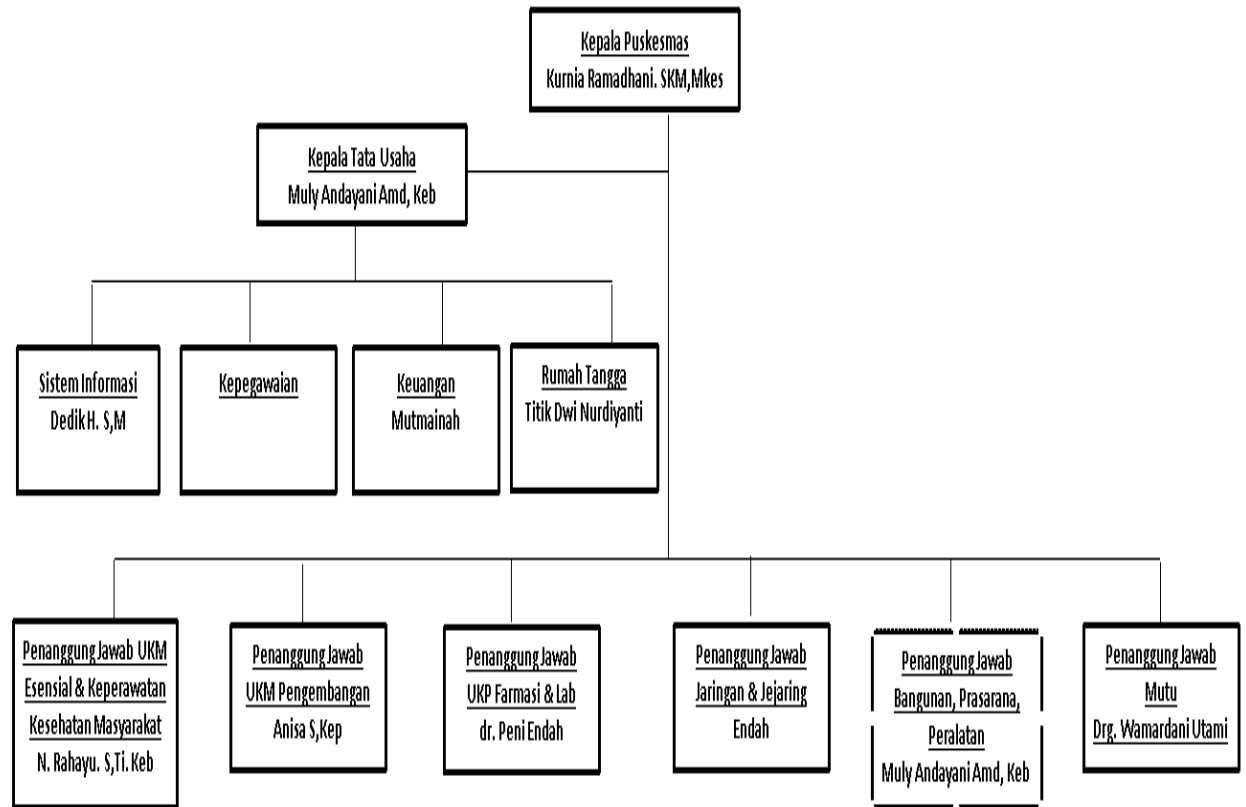 Kepala Puskesmas
Kurnia Ramadhani. SKM,Mkes
Kepala Tata Usaha
Muly Andayani Amd, Keb
Sistem Informasi
Dedik H. S,M
Kepegawaian
Keuangan
Mutmainah
Rumah Tangga
Titik Dwi Nurdiyanti
Penanggung Jawab UKM
Esensial & Keperawatan
Kesehatan Masyarakat
N. Rahayu. S,Ti. Keb
Penanggung Jawab
UKM Pengembangan
Anisa S,Kep
Penanggung Jawab
UKP Farmasi & Lab
dr. Peni Endah
Penanggung Jawab
Jaringan & Jejaring
Endah
Penanggung Jawab
Bangunan, Prasarana,
Peralatan
Muly Andayani Amd, Keb
Penanggung Jawab
Mutu
Drg. Wamardani Utami